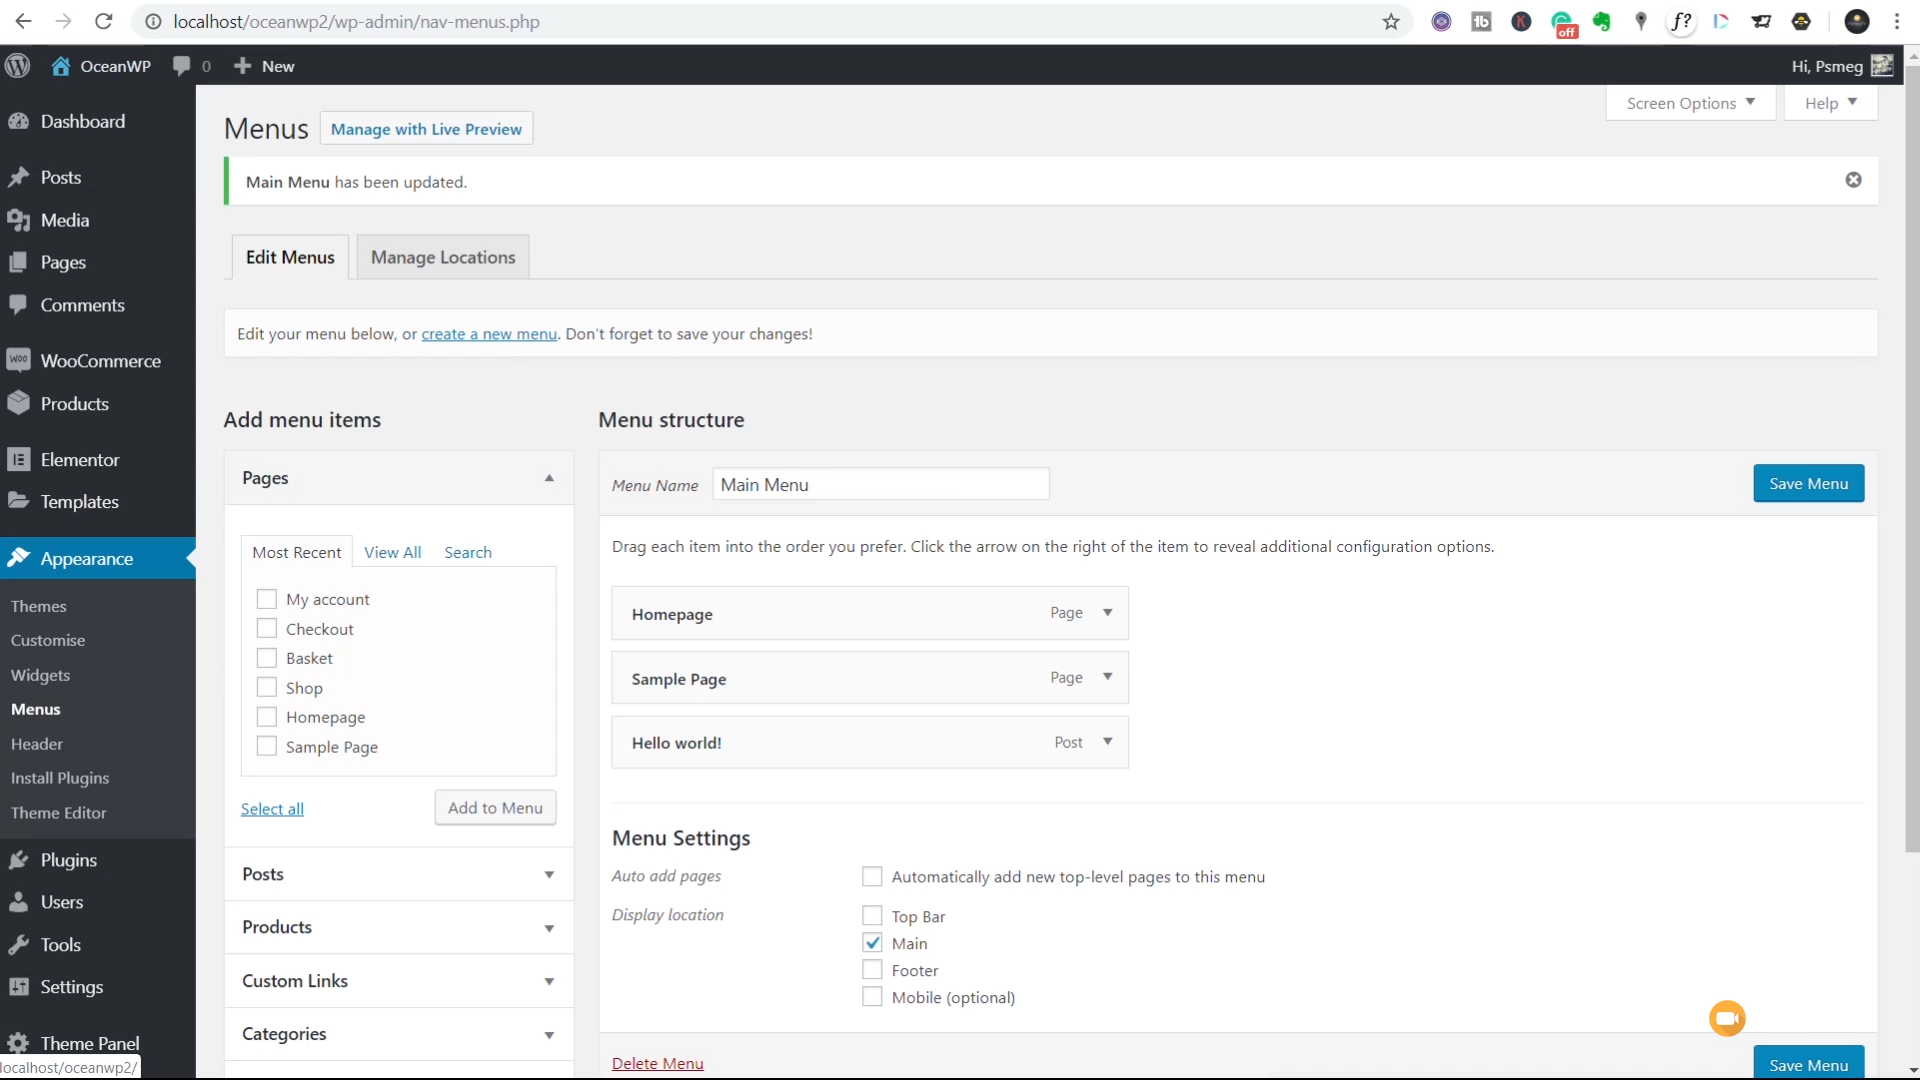 localhost/oceanwp2/wp-admin/nav-menus.php
off
f?
OceanWP
0
New
Hi, Psmeg
Screen Options
Help
Dashboard
Posts
Media
Pages
Comments
WooCommerce
Products
Elementor
Templates
Appearance
Themes
Customise
Widgets
Menus
Header
Install Plugins
Theme Editor
Plugins
Users
Tools
Settings
Theme Panel
localhost/oceanwp2/
Menus
Manage with Live Preview
Main Menu has been updated.
Edit Menus
Manage Locations
Edit your menu below, or create a new menu. Don't forget to save your changes!
Add menu items
Pages
Most Recent
View All
Search
My account
Checkout
Basket
Shop
Homepage
Sample Page
Select all
Add to Menu
Posts
Products
Custom Links
Categories
Menu structure
Menu Name
Main Menu
Save Menu
Drag each item into the order you prefer. Click the arrow on the right of the item to reveal additional configuration options.
Homepage Page
Sample Page Page
Hello world! Post
Menu Settings
Auto add pages
Automatically add new top-level pages to this menu
Display location
Top Bar
Main
Footer
Mobile (optional)
Delete Menu
Save Menu